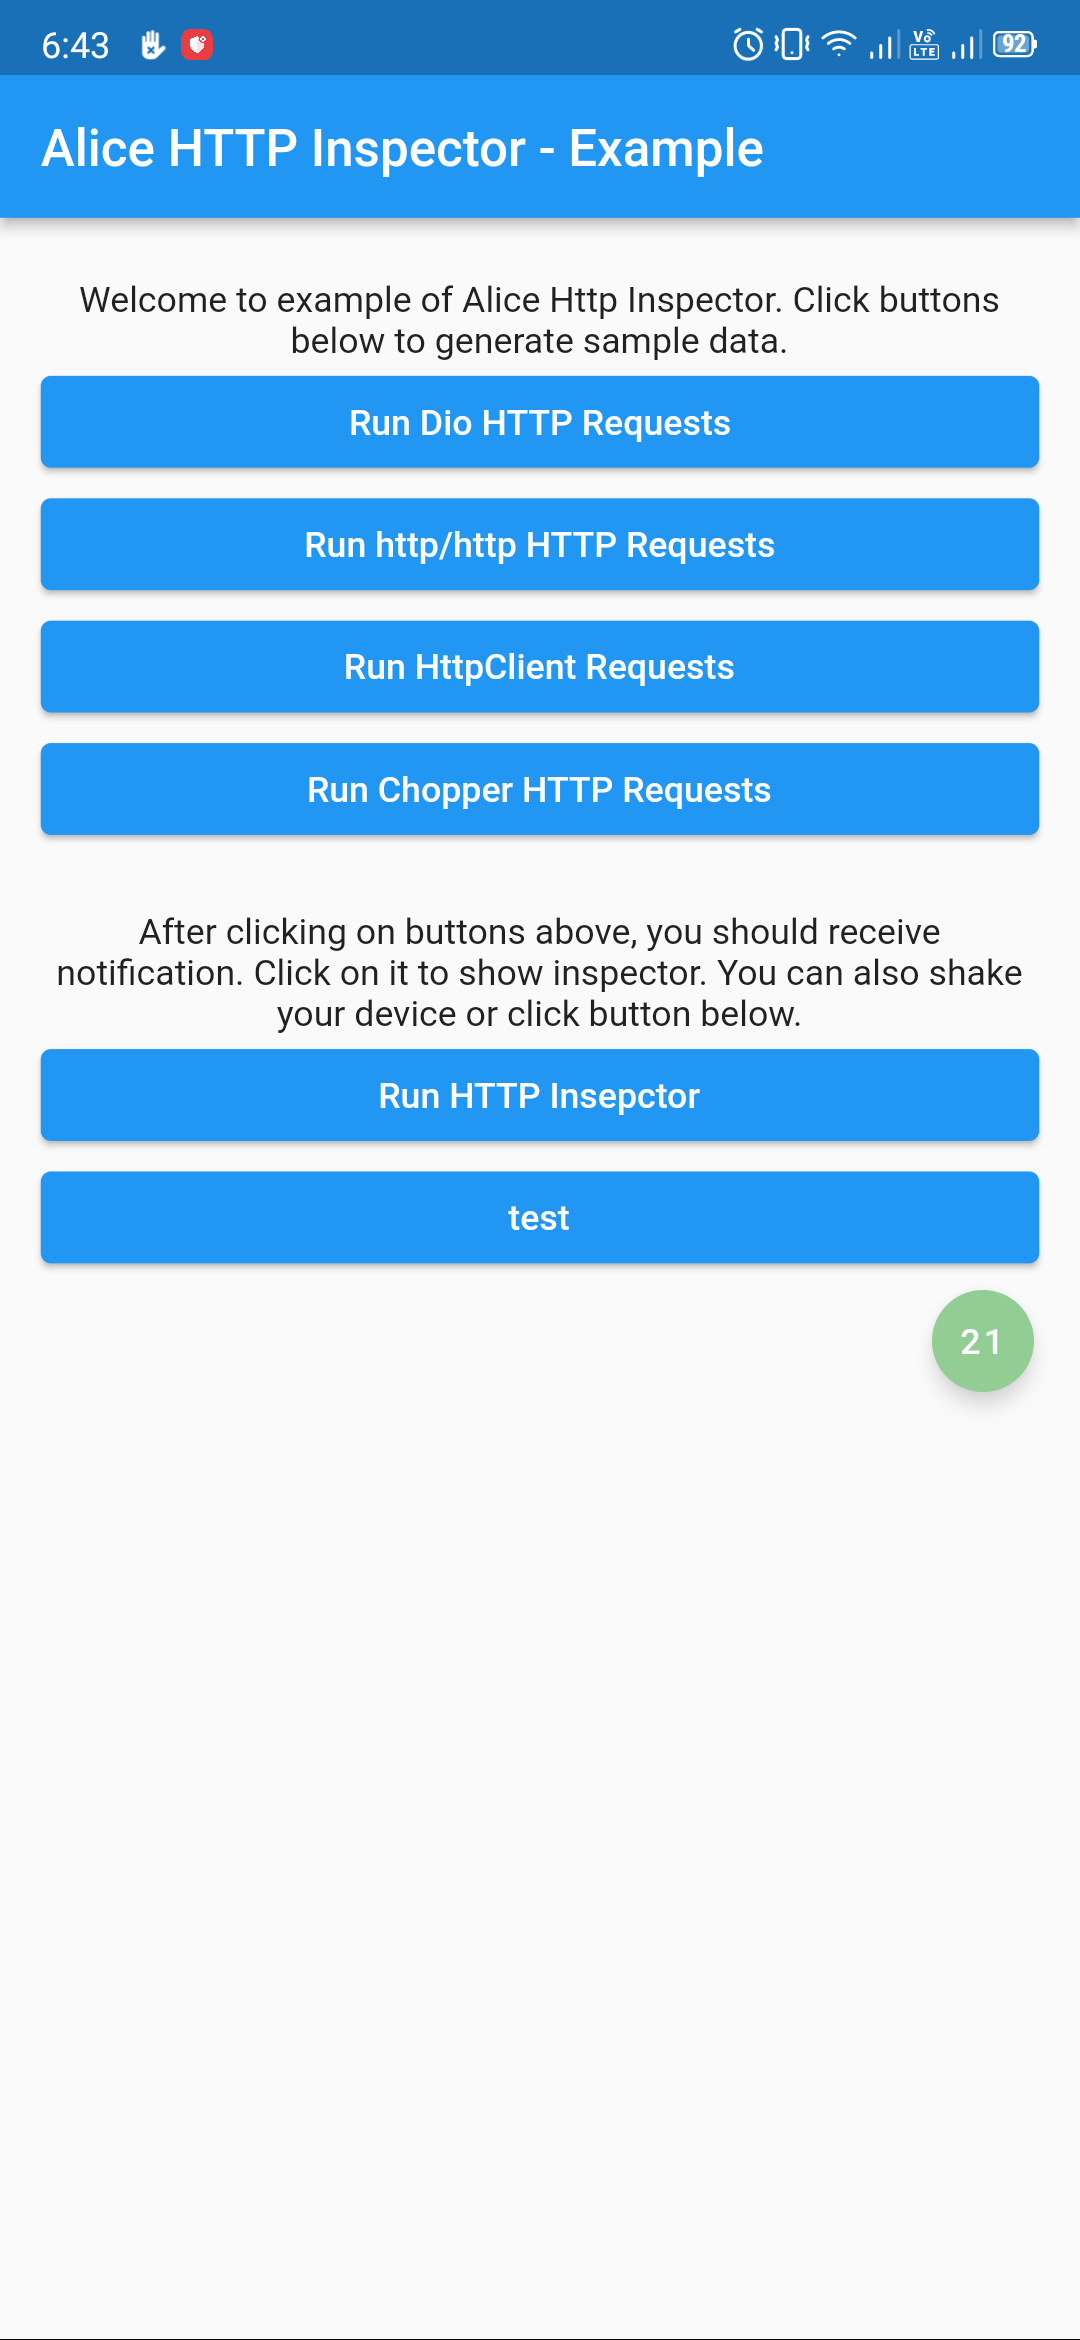 6:43
Vo
LTE
92
Alice HTTP Inspector - Example
Welcome to example of Alice Http Inspector. Click buttons
below to generate sample data.
Run Dio HTTP Requests
Run http/http HTTP Requests
Run HttpClient Requests
Run Chopper HTTP Requests
After clicking on buttons above, you should receive
notification. Click on it to show inspector. You can also shake
your device or click button below.
Run HTTP Insepctor
test
21